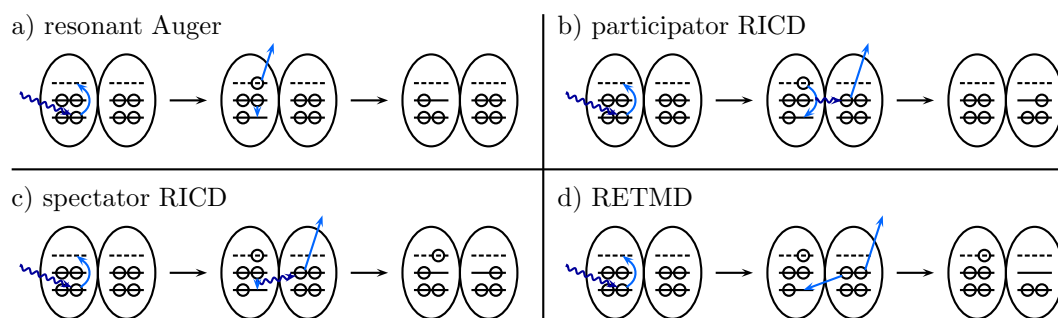 a) resonant Auger
b) participator RICD
c) spectator RICD
d) RETMD